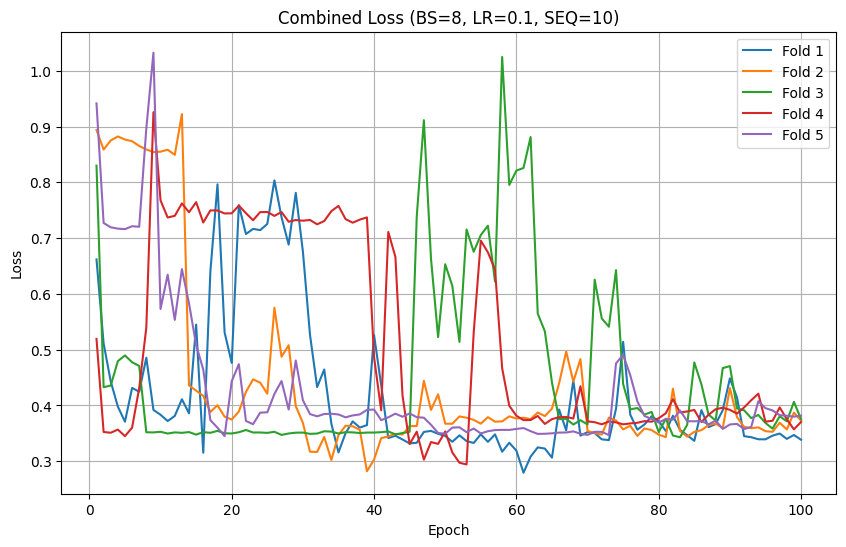 Combined Loss (BS=8, LR=0.1, SEQ=10)
Fold 1
Fold 2
Fold 3
Fold 4
Fold 5
Loss
1.0
0.9
0.8
0.7
0.6
0.5
0.4
0.3
0 20 40 60 80 100
Epoch